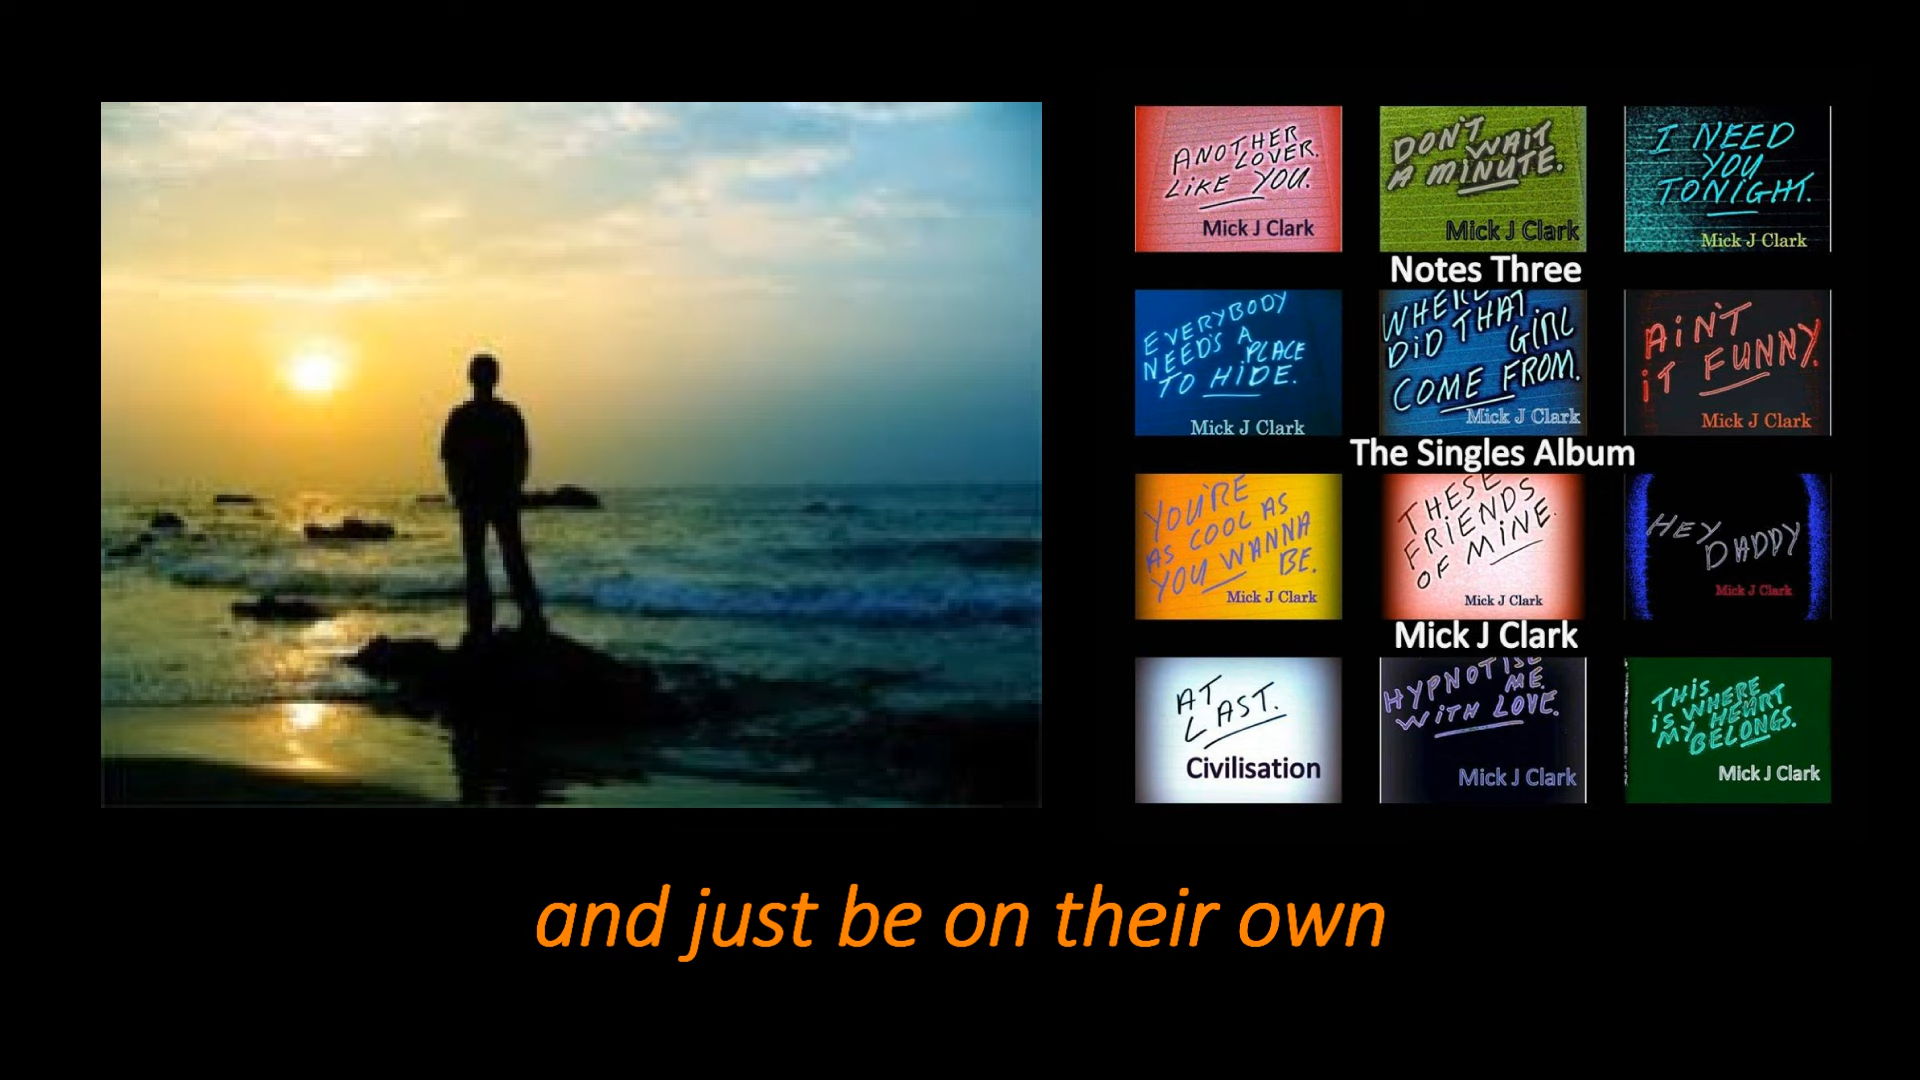 ANOTHER
LOVER.
LIKE YOU.
Mick J Clark
DON'T
WAIT
A MINUTE.
Mick J Clark
I NEED
YOU
TONIGHT.
Mick J Clark
Notes Three
EVERYBODY
NEEDS A
PLACE
TO HIDE.
Mick J Clark
WHERE
DID THAT
GIRL
COME FROM.
Mick J Clark
AIN'T
IT FUNNY.
Mick J Clark
The Singles Album
YOU'RE
AS COOL AS
YOU WANNA
BE.
Mick J Clark
THESE
FRIENDS
OF MINE.
Mick J Clark
HEY
DADDY
Mick J Clark
Mick J Clark
AT
LAST.
Civilisation
HYPNOTISE
ME
WITH LOVE.
Mick J Clark
THIS
IS WHERE
MY HEART
BELONGS.
Mick J Clark
and just be on their own